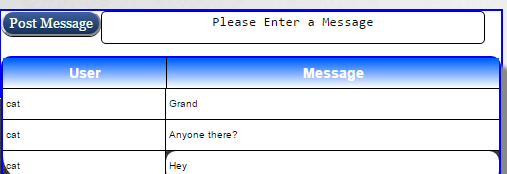 Post Message Please Enter a Message
User Message
cat Grand
cat Anyone there?
cat Hey